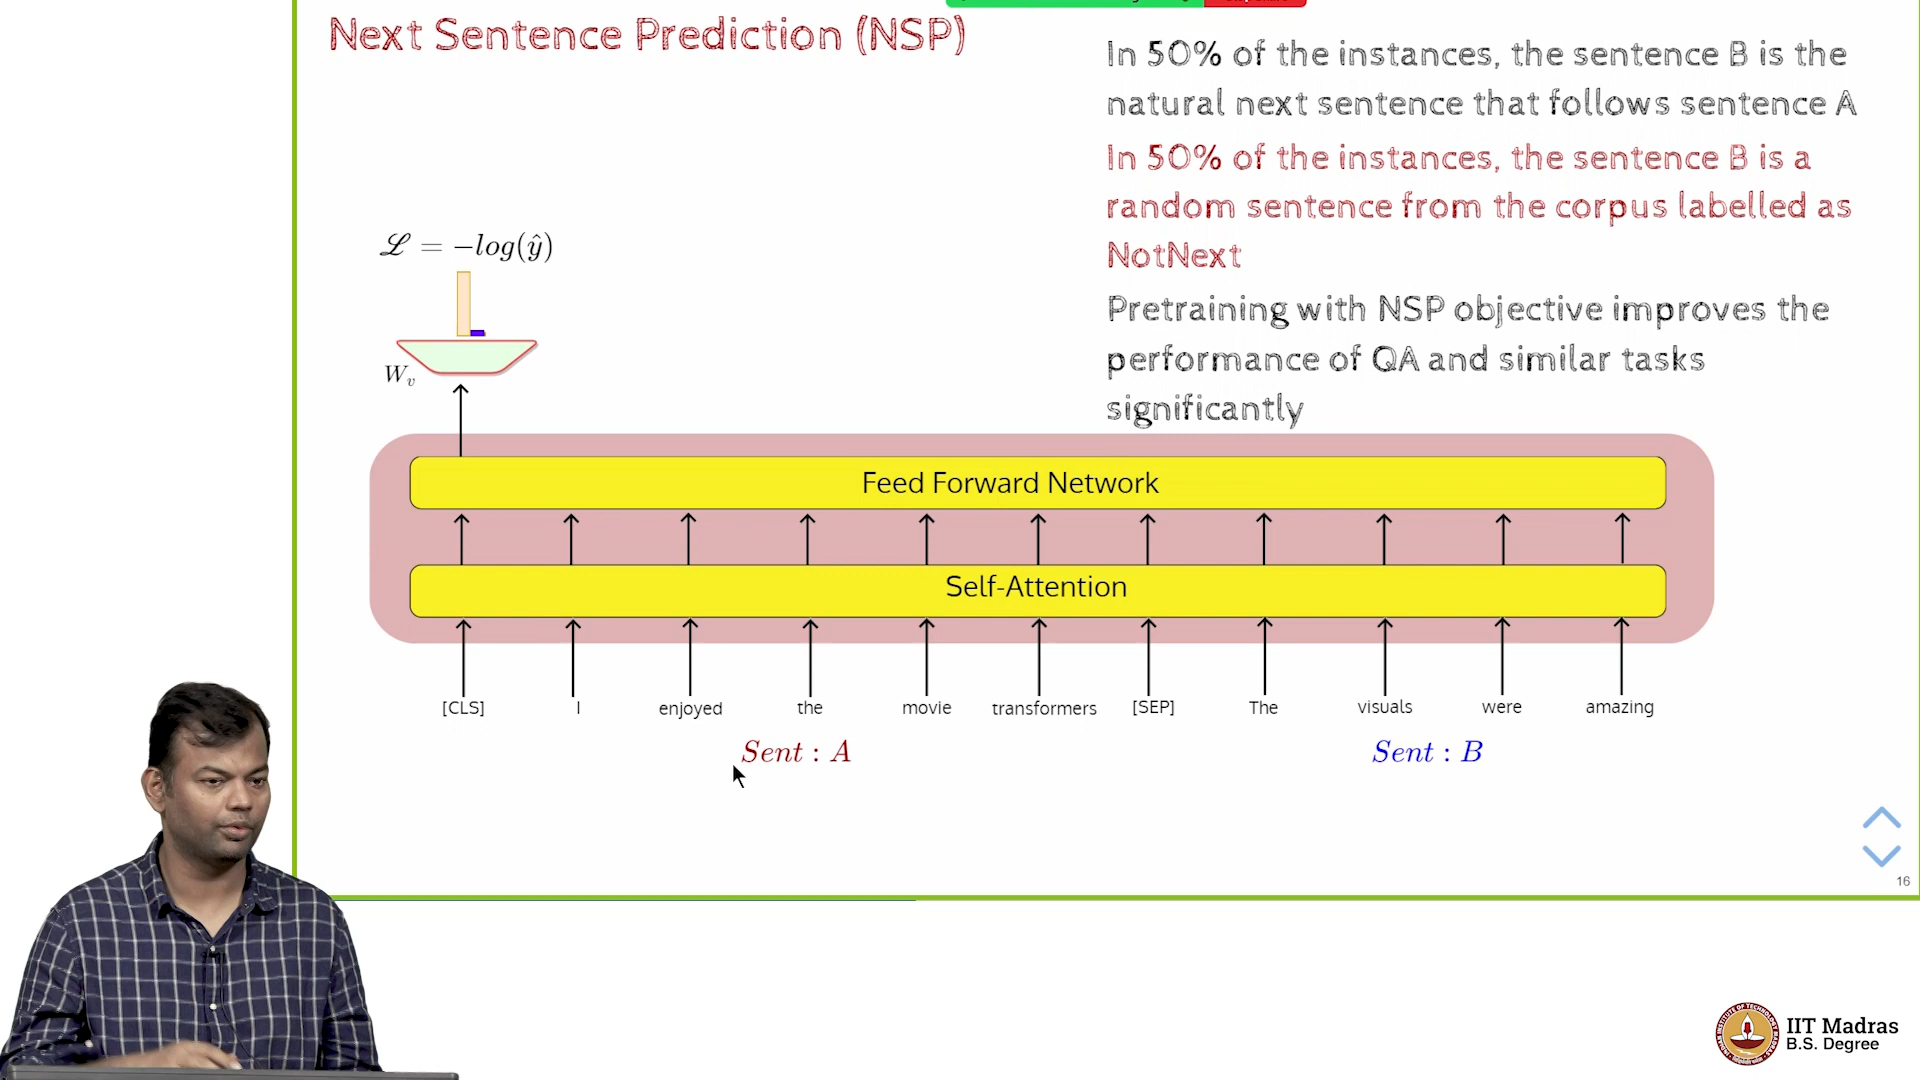 Next Sentence Prediction (NSP)
In 50% of the instances, the sentence B is the
natural next sentence that follows sentence A
In 50% of the instances, the sentence B is a
random sentence from the corpus labelled as
NotNext
Pretraining with NSP objective improves the
performance of QA and similar tasks
significantly
ℒ = −log(ŷ)
Wᵥ
Feed Forward Network
Self-Attention
[CLS] I enjoyed the movie transformers [SEP] The visuals were amazing
Sent : A Sent : B
16
IIT Madras
B.S. Degree